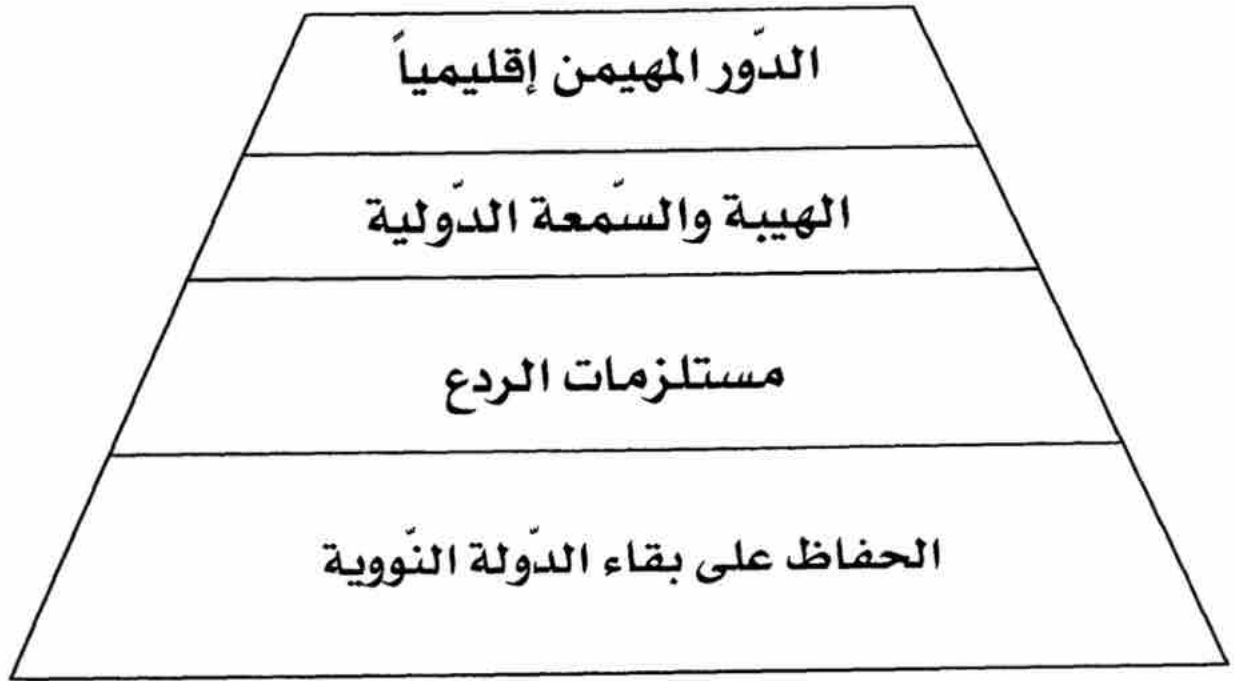 الدّور المهيمن إقليمياً
الهيبة والسّمعة الدّولية
مستلزمات الردع
الحفاظ على بقاء الدّولة النّووية